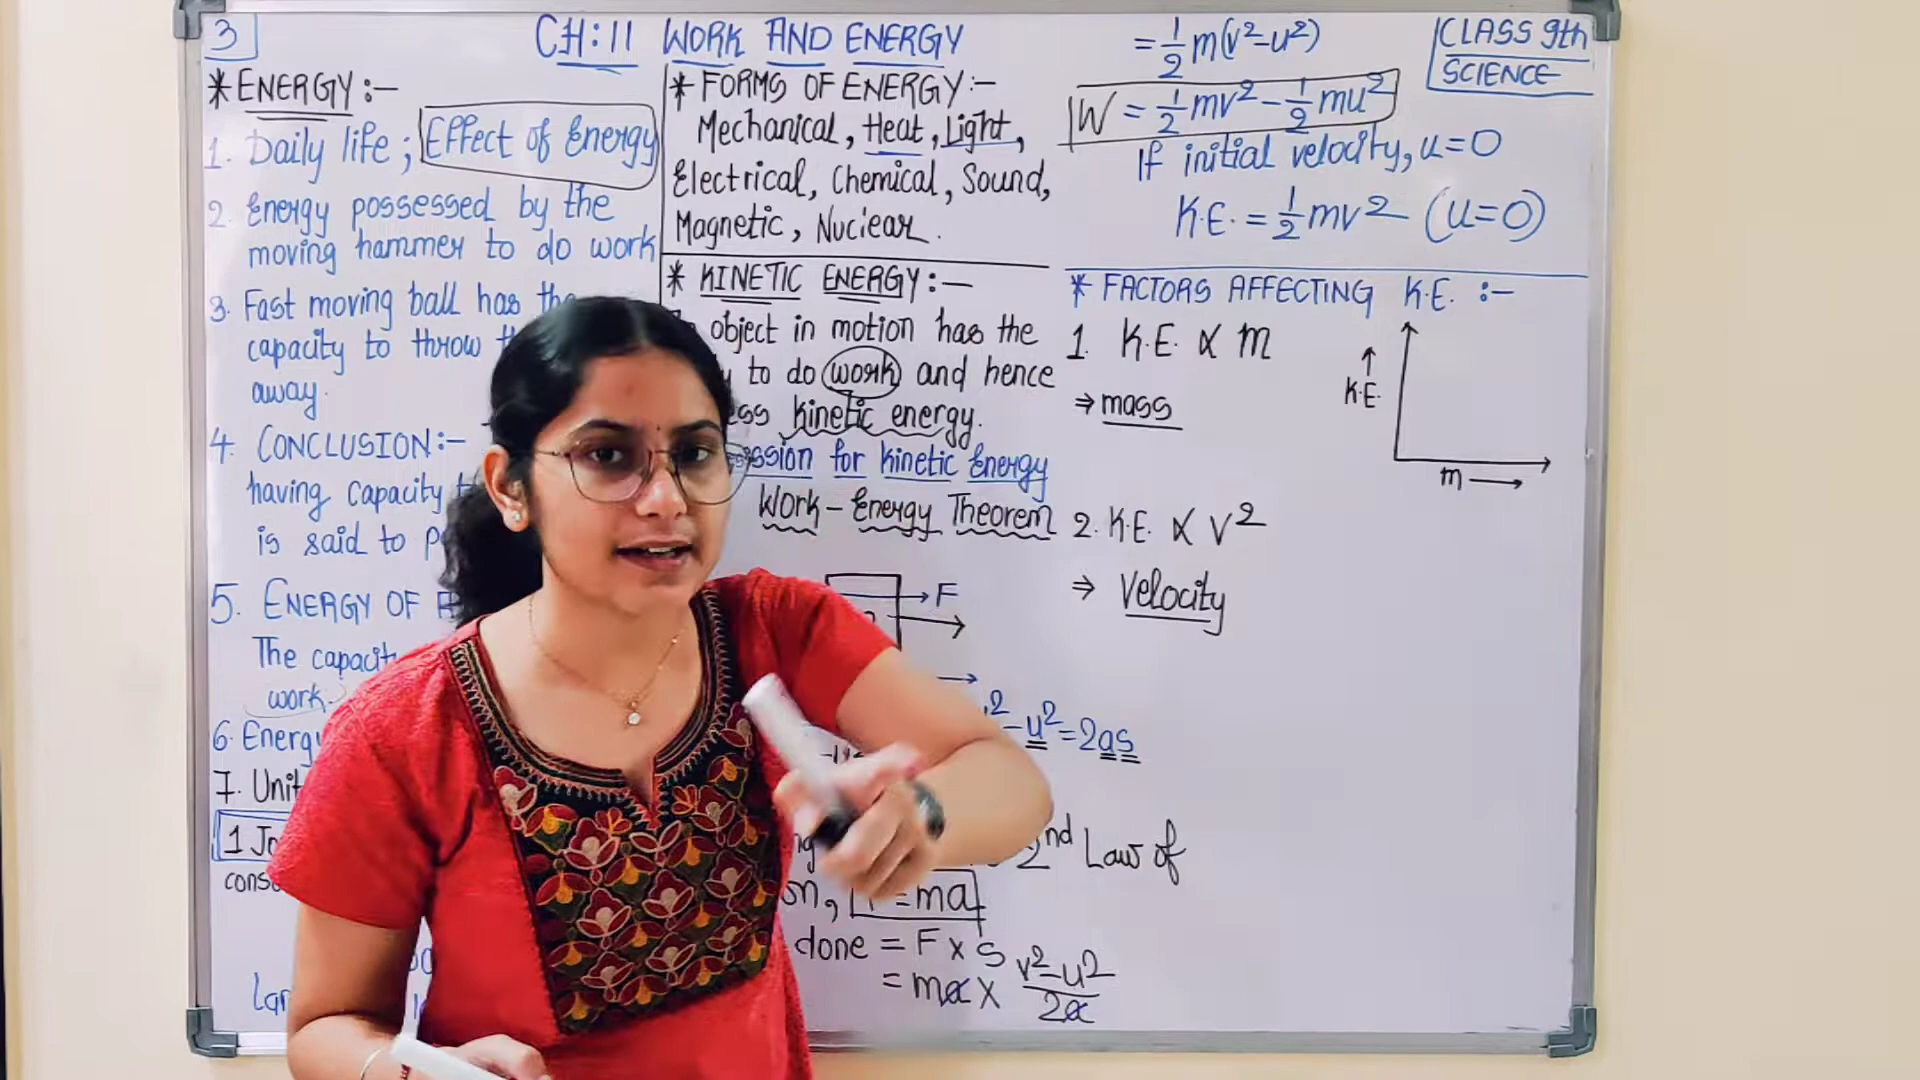 3
CH:11 WORK AND ENERGY
CLASS 9th
SCIENCE
* ENERGY:-
1. Daily life; Effect of Energy
2. Energy possessed by the
moving hammer to do work
3. Fast moving ball has the
capacity to throw
away.
4. CONCLUSION:-
having capacity
is said to
5. ENERGY OF
The capacity
work.
6. Energy
7. Unit
1
* FORMS OF ENERGY:-
Mechanical, Heat, Light,
Electrical, Chemical, Sound,
Magnetic, Nuclear.
* KINETIC ENERGY:-
object in motion has the
to do work and hence
kinetic energy.
for kinetic Energy
Work-Energy Theorem
F
-u²=2as
2nd Law of
=ma
done = F x S
= ma x v²-u²/2a
= 1/2 m(v²-u²)
W = 1/2 mv² - 1/2 mu²
If initial velocity, u=0
K.E. = 1/2 mv² (u=0)
* FACTORS AFFECTING K.E. :-
1. K.E. ∝ m
⇒ mass
↑
K.E.
m →
2. K.E. ∝ v²
⇒ Velocity